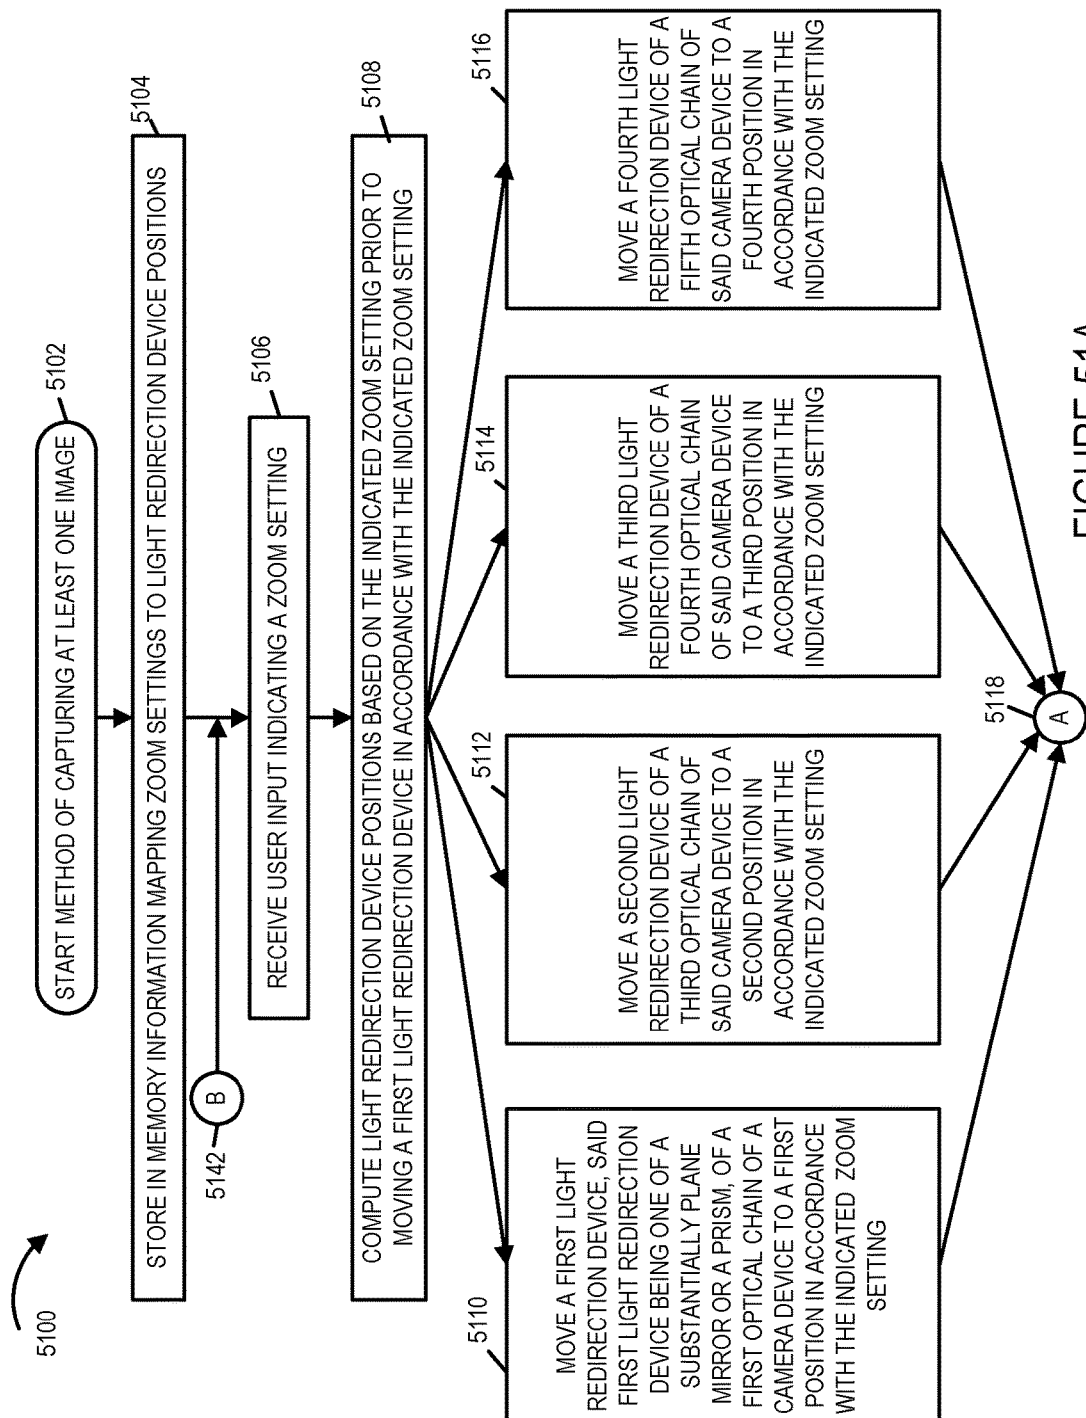 5100
START METHOD OF CAPTURING AT LEAST ONE IMAGE
5102
STORE IN MEMORY INFORMATION MAPPING ZOOM SETTINGS TO LIGHT REDIRECTION DEVICE POSITIONS
5104
B
5142
RECEIVE USER INPUT INDICATING A ZOOM SETTING
5106
COMPUTE LIGHT REDIRECTION DEVICE POSITIONS BASED ON THE INDICATED ZOOM SETTING PRIOR TO
MOVING A FIRST LIGHT REDIRECTION DEVICE IN ACCORDANCE WITH THE INDICATED ZOOM SETTING
5108
5110
MOVE A FIRST LIGHT
REDIRECTION DEVICE, SAID
FIRST LIGHT REDIRECTION
DEVICE BEING ONE OF A
SUBSTANTIALLY PLANE
MIRROR OR A PRISM, OF A
FIRST OPTICAL CHAIN OF A
CAMERA DEVICE TO A FIRST
POSITION IN ACCORDANCE
WITH THE INDICATED ZOOM
SETTING
5112
MOVE A SECOND LIGHT
REDIRECTION DEVICE OF A
THIRD OPTICAL CHAIN OF
SAID CAMERA DEVICE TO A
SECOND POSITION IN
ACCORDANCE WITH THE
INDICATED ZOOM SETTING
5114
MOVE A THIRD LIGHT
REDIRECTION DEVICE OF A
FOURTH OPTICAL CHAIN
OF SAID CAMERA DEVICE
TO A THIRD POSITION IN
ACCORDANCE WITH THE
INDICATED ZOOM SETTING
5116
MOVE A FOURTH LIGHT
REDIRECTION DEVICE OF A
FIFTH OPTICAL CHAIN OF
SAID CAMERA DEVICE TO A
FOURTH POSITION IN
ACCORDANCE WITH THE
INDICATED ZOOM SETTING
5118
A
FIGURE 51A